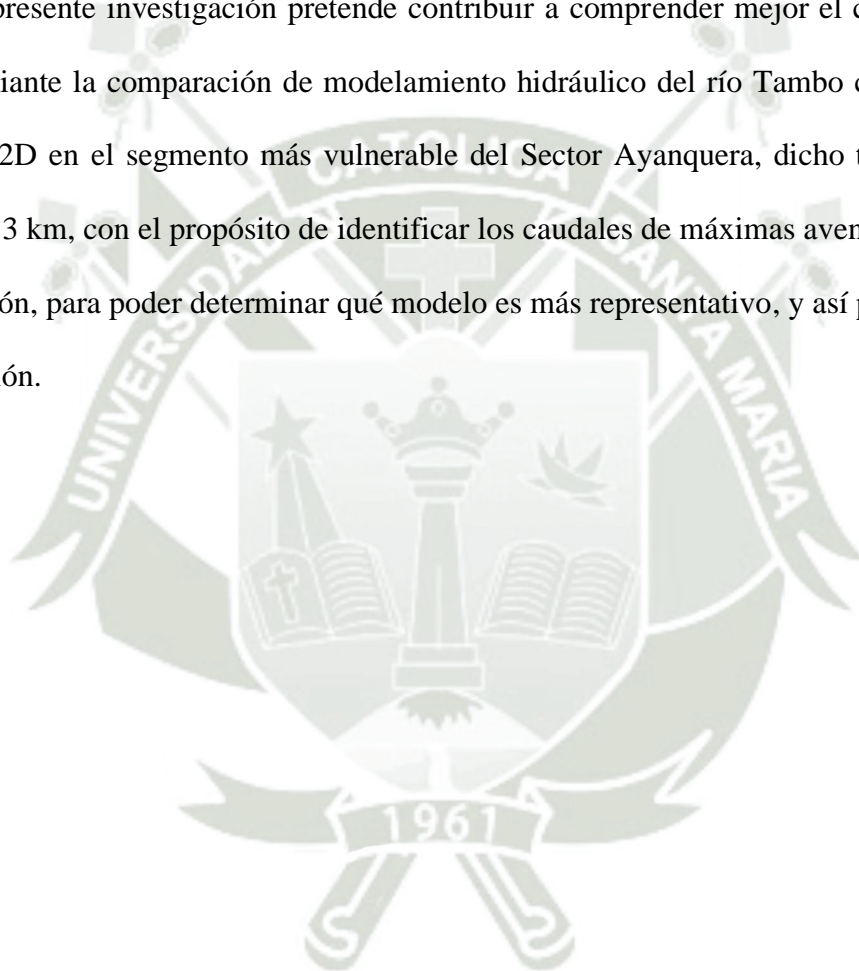 presente investigación pretende contribuir a comprender mejor el c
iante la comparación de modelamiento hidráulico del río Tambo
2D en el segmento más vulnerable del Sector Ayanquera, dicho t
3 km, con el propósito de identificar los caudales de máximas aven
ón, para poder determinar qué modelo es más representativo, y así p
ón.
UNIVERSIDAD CATOLICA SANTA MARIA
1961